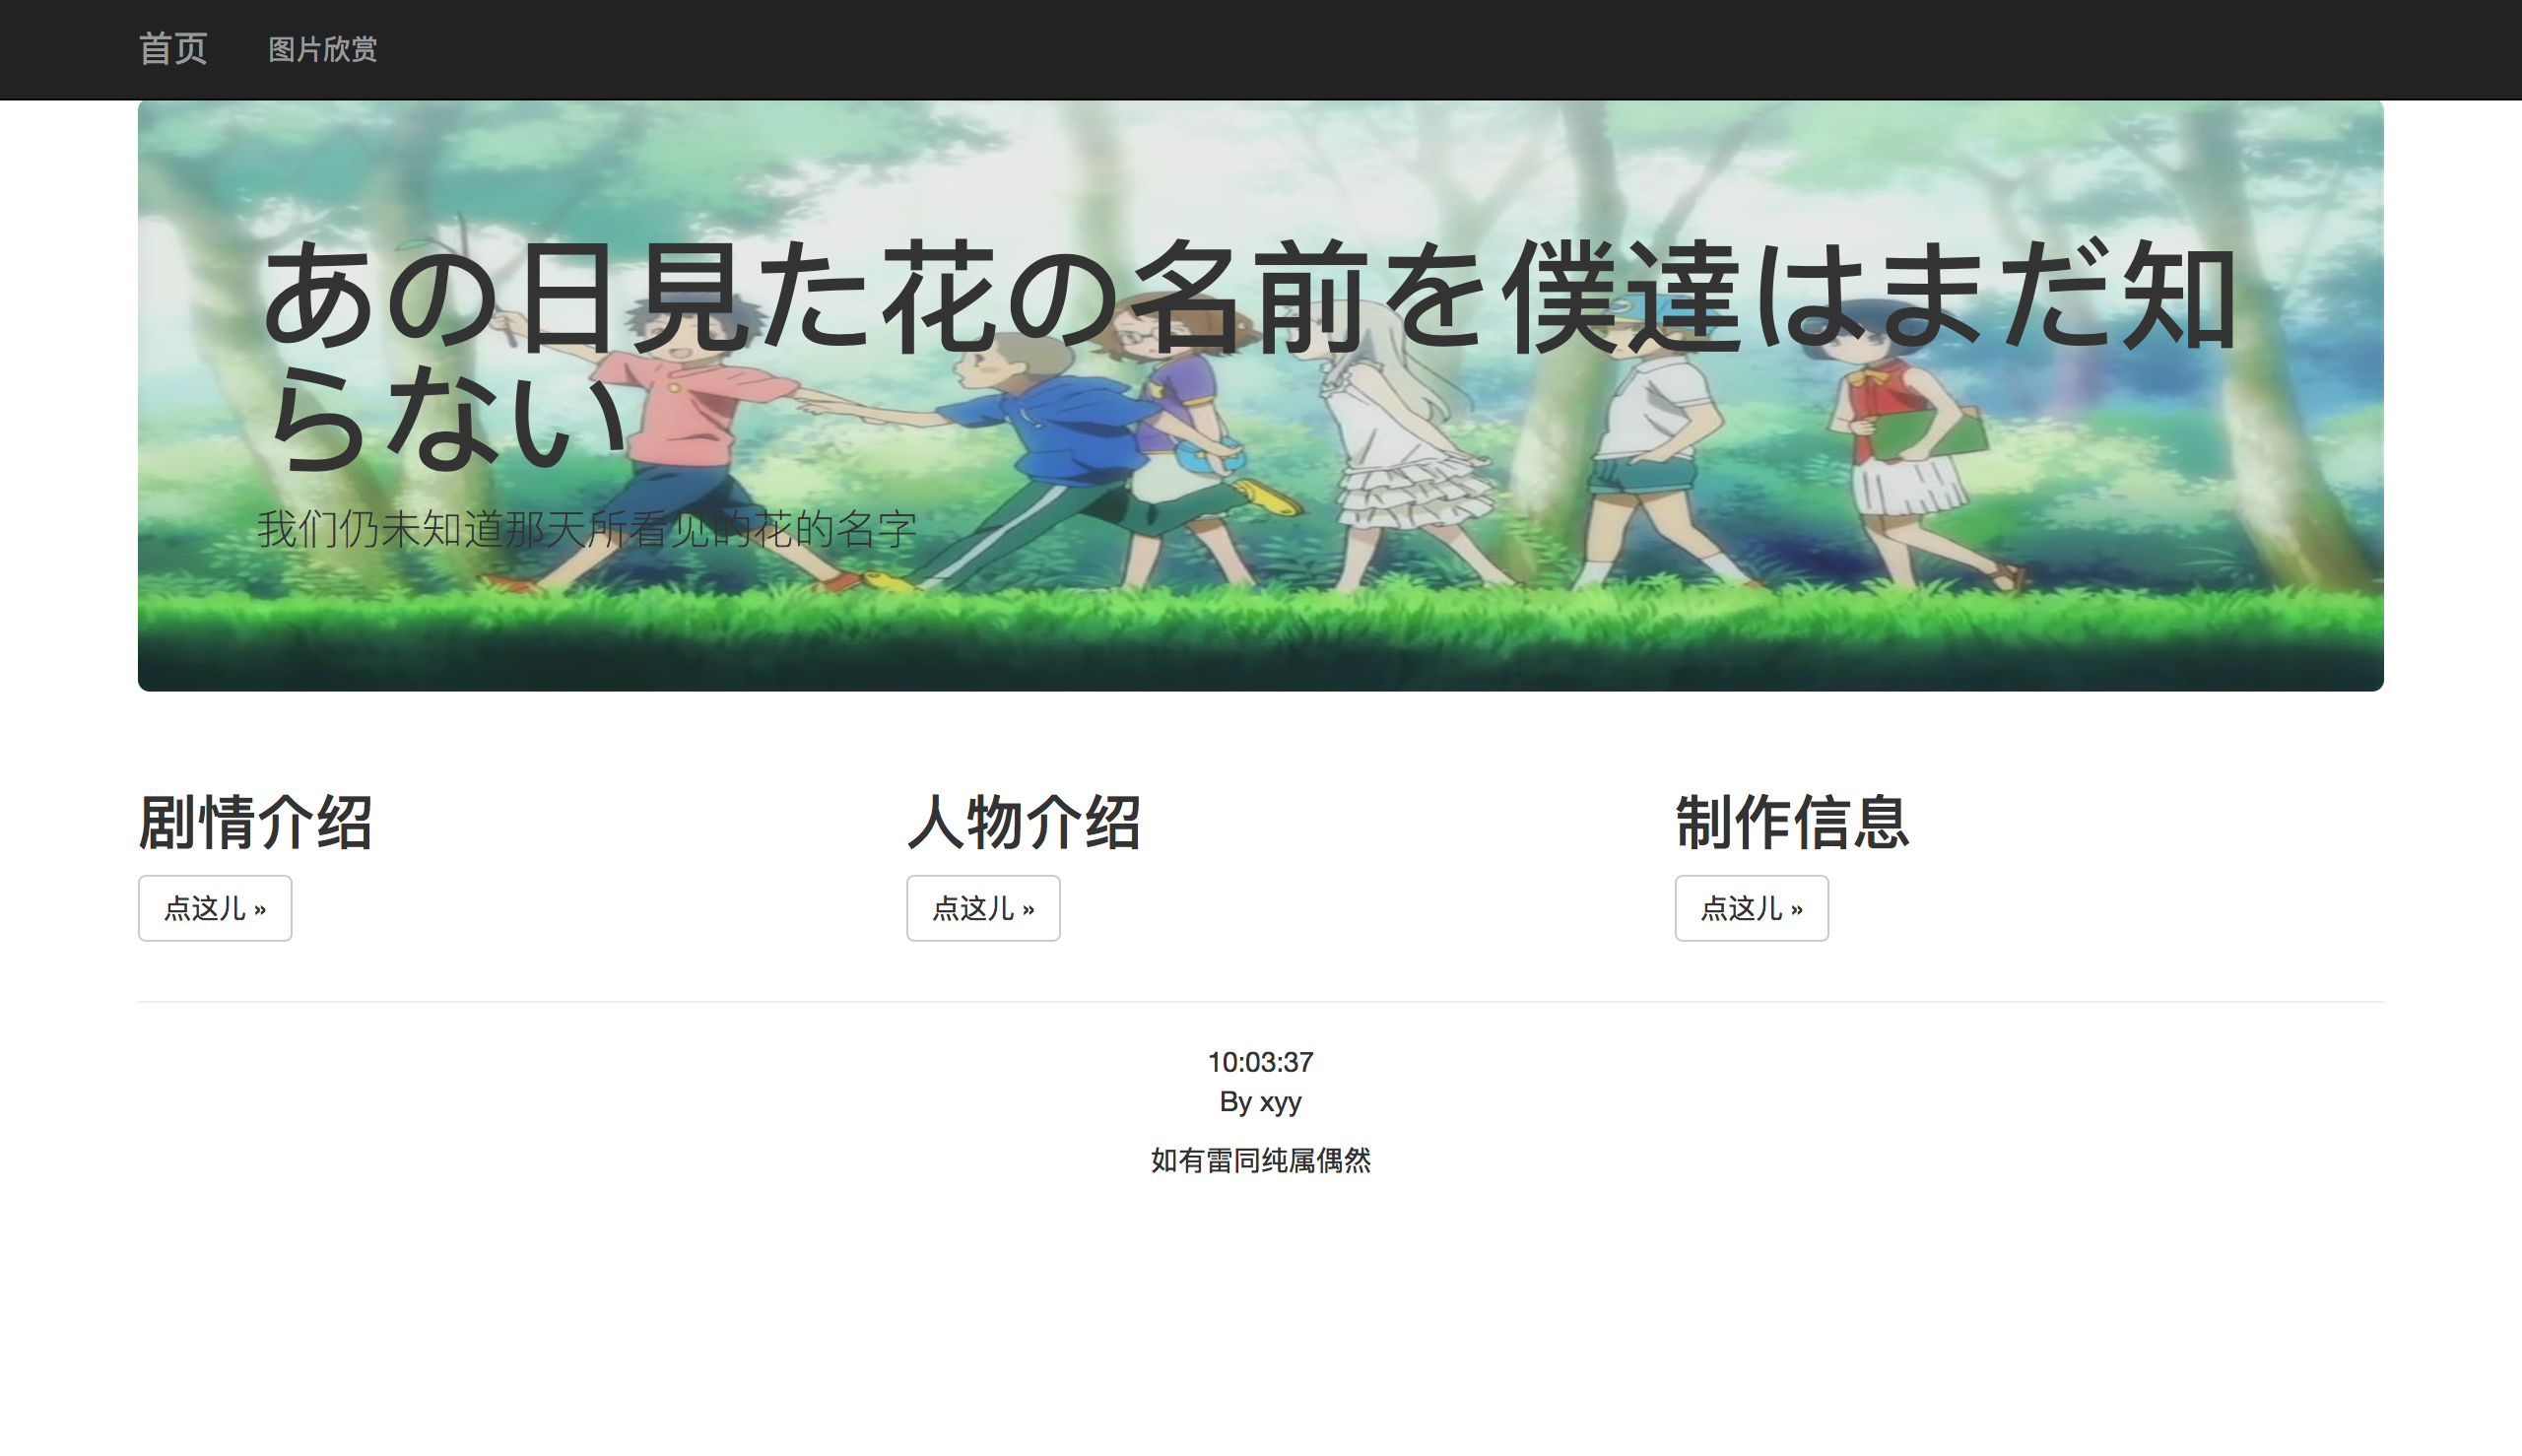 首页 图片欣赏
あの日見た花の名前を僕達はまだ知
らない
我们仍未知道那天所看见的花的名字
剧情介绍 人物介绍 制作信息
点这儿 » 点这儿 » 点这儿 »
10:03:37
By xyy
如有雷同纯属偶然